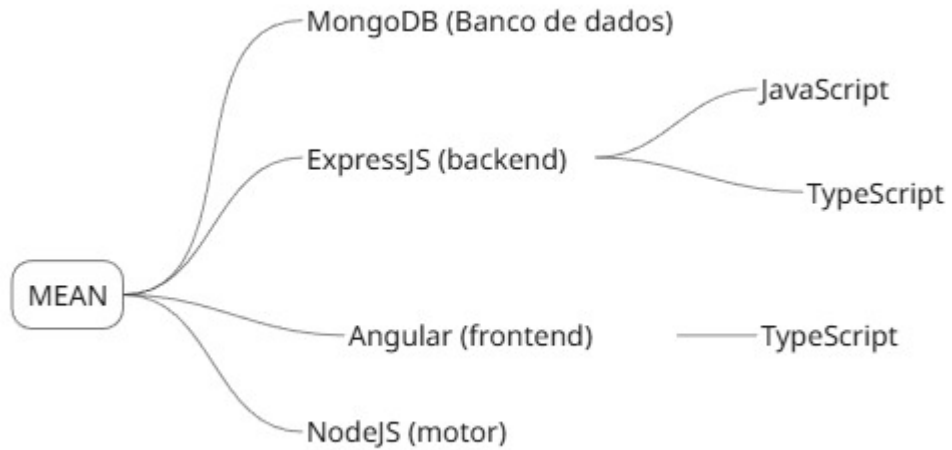 MongoDB (Banco de dados)
JavaScript
ExpressJS (backend)
TypeScript
MEAN
Angular (frontend)
TypeScript
NodeJS (motor)